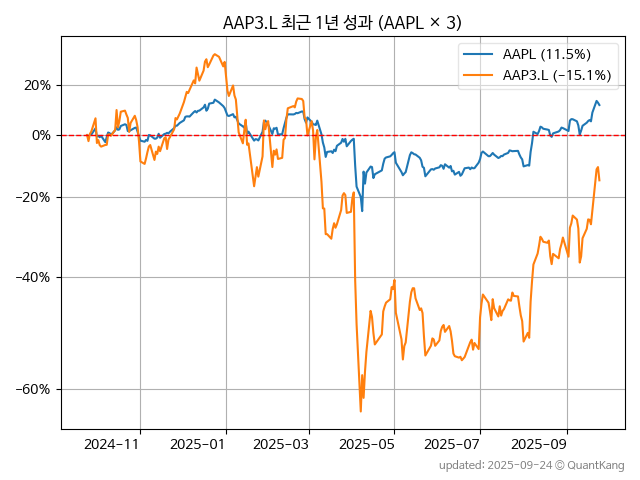 AAP3.L 최근 1년 성과 (AAPL × 3)
AAPL (11.5%)
AAP3.L (−15.1%)
20%
0%
−20%
−40%
−60%
2024−11
2025−01
2025−03
2025−05
2025−07
2025−09
updated: 2025-09-24 © QuantKang